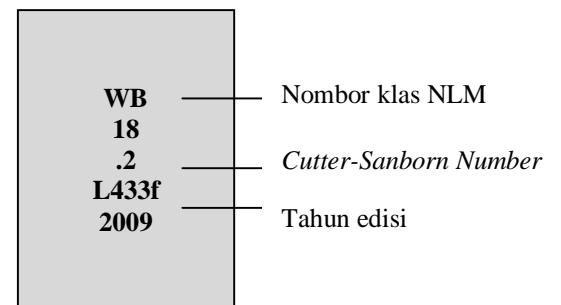 WB
18
.2
L433f
2009
Nombor klas NLM
Cutter-Sanborn Number
Tahun edisi